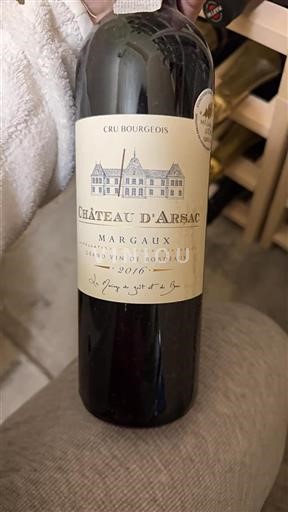 CRU BOURGEOIS
CHÂTEAU D'ARSAC
MARGAUX
GRAND VIN DE BORDEAUX
2016